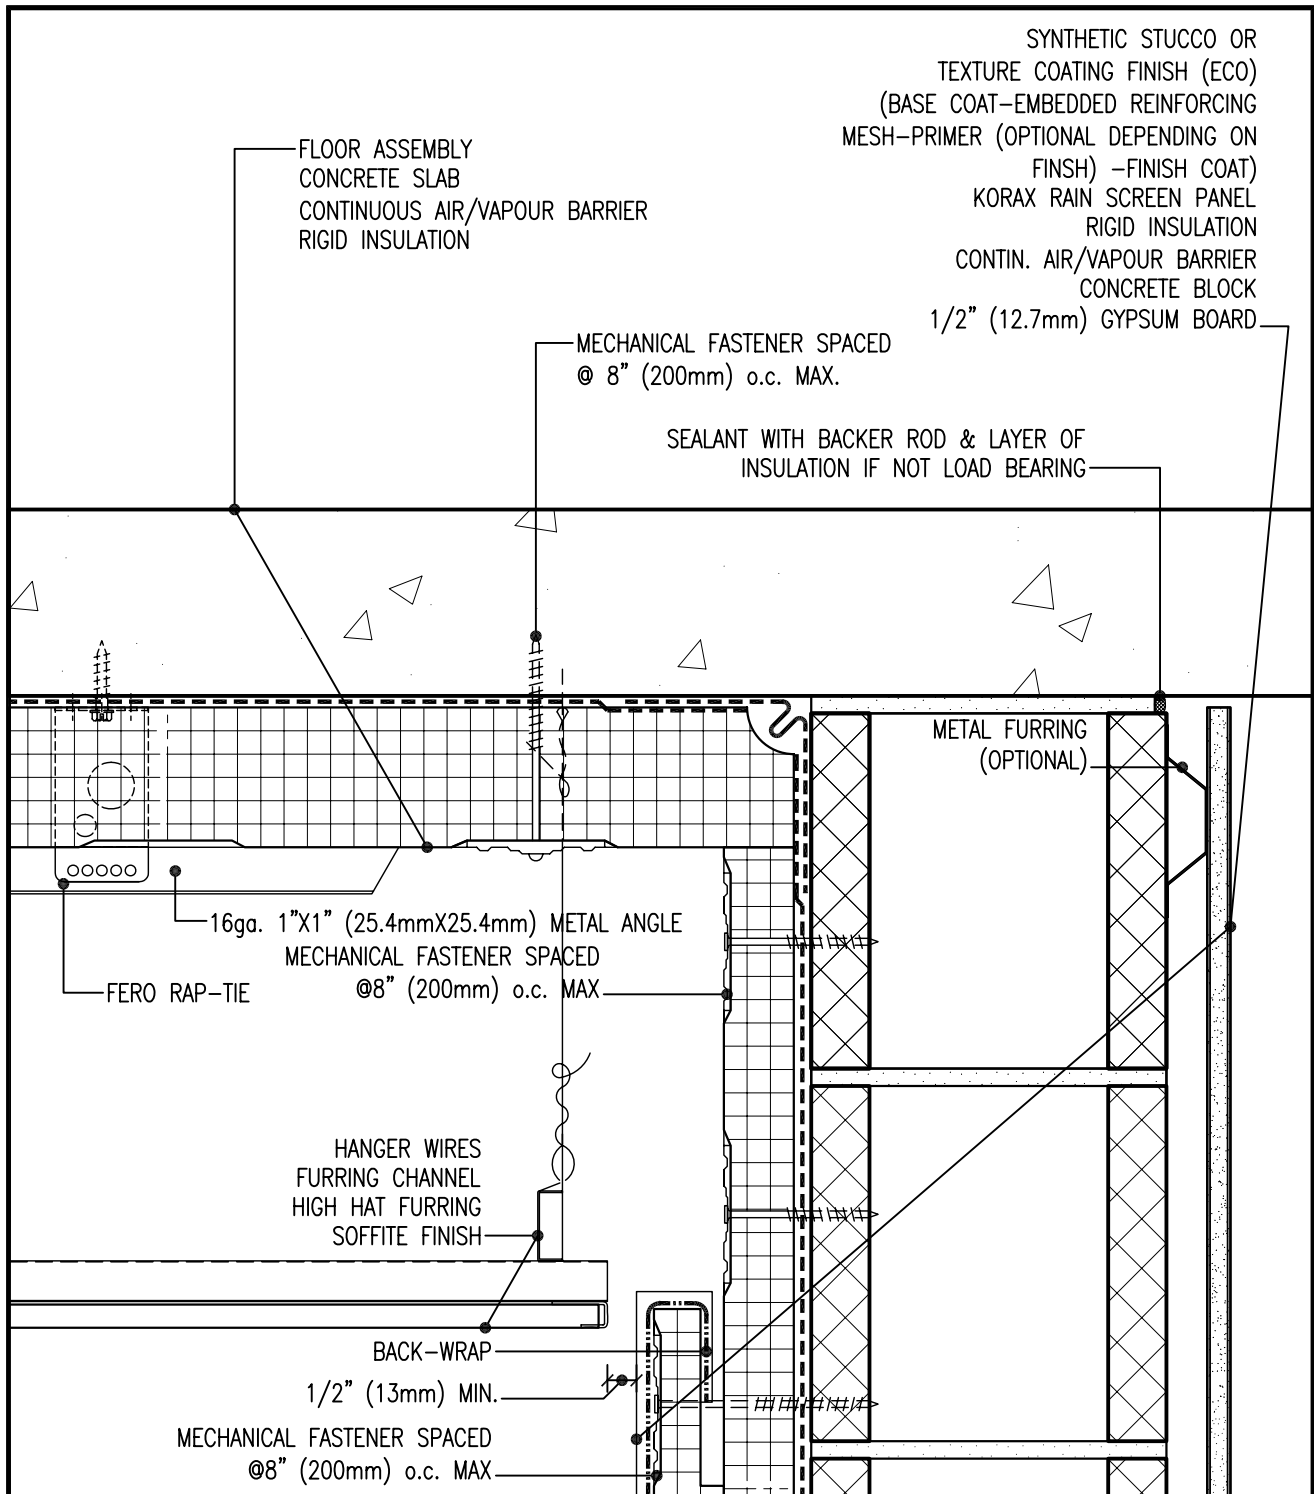 SYNTHETIC STUCCO OR
TEXTURE COATING FINISH (ECO)
(BASE COAT-EMBEDDED REINFORCING
MESH-PRIMER (OPTIONAL DEPENDING ON
FINSH) -FINISH COAT)
KORAX RAIN SCREEN PANEL
RIGID INSULATION
CONTIN. AIR/VAPOUR BARRIER
CONCRETE BLOCK
1/2" (12.7mm) GYPSUM BOARD
FLOOR ASSEMBLY
CONCRETE SLAB
CONTINUOUS AIR/VAPOUR BARRIER
RIGID INSULATION
MECHANICAL FASTENER SPACED
@ 8" (200mm) o.c. MAX.
SEALANT WITH BACKER ROD & LAYER OF
INSULATION IF NOT LOAD BEARING
METAL FURRING
(OPTIONAL)
16ga. 1"X1" (25.4mmX25.4mm) METAL ANGLE
MECHANICAL FASTENER SPACED
@8" (200mm) o.c. MAX
FERO RAP-TIE
HANGER WIRES
FURRING CHANNEL
HIGH HAT FURRING
SOFFITE FINISH
BACK-WRAP
1/2" (13mm) MIN.
MECHANICAL FASTENER SPACED
@8" (200mm) o.c. MAX